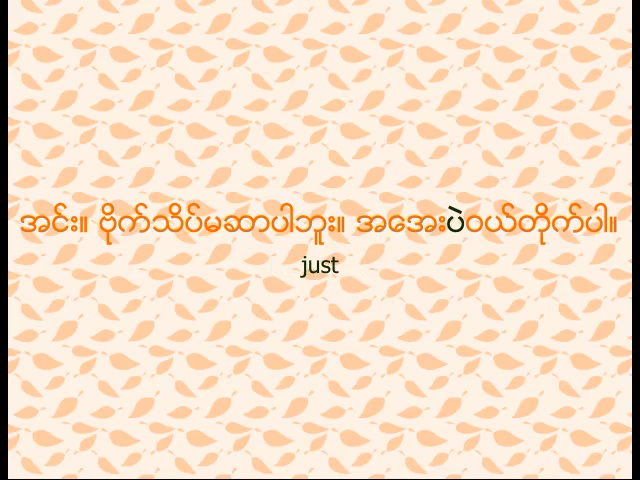 အင်း။ ဗိုက်သိပ်မဆာပါဘူး။ အအေးပဲဝယ်တိုက်ပါ။
just